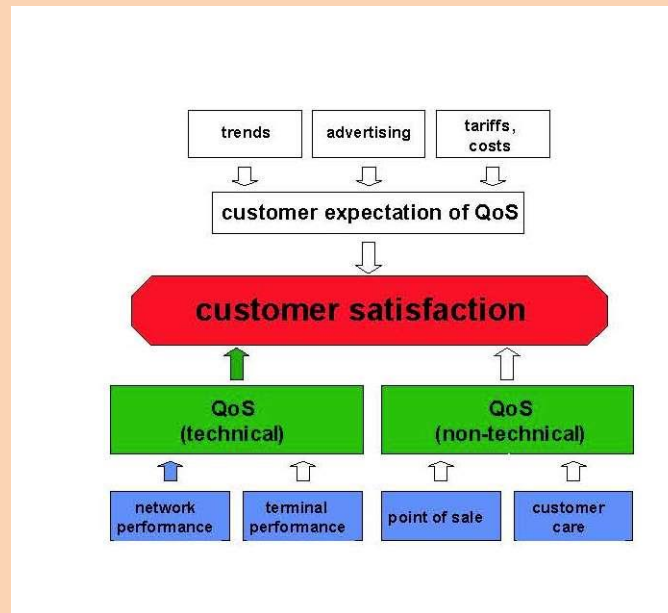 trends
advertising
tariffs,
costs
customer expectation of QoS
customer satisfaction
QoS
(technical)
QoS
(non-technical)
network
performance
terminal
performance
point of sale
customer
care